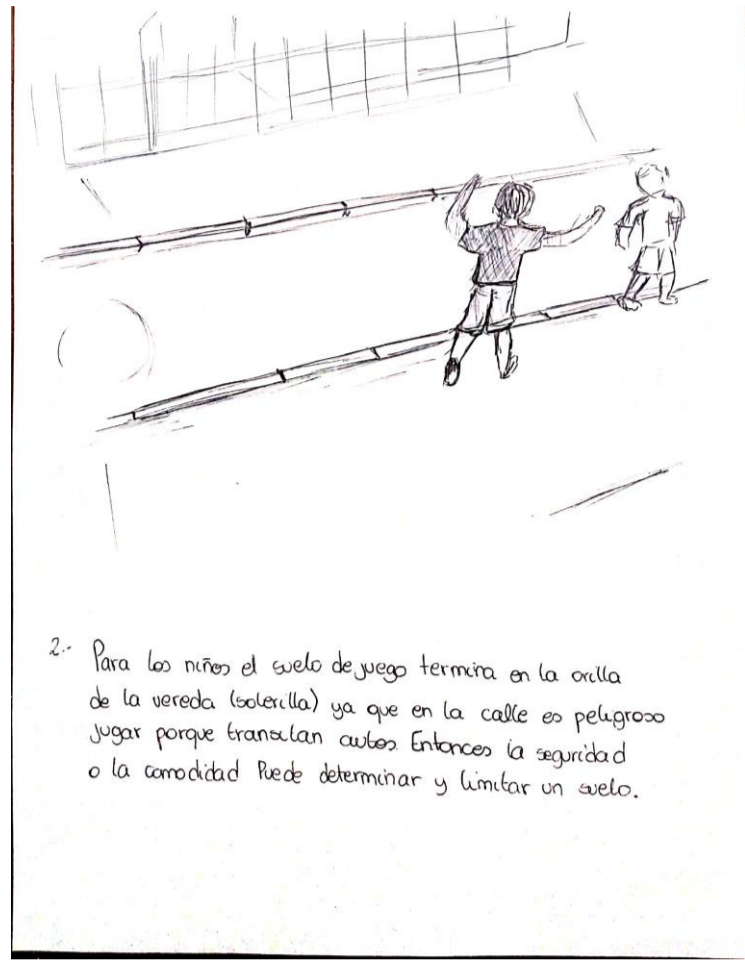 2.- Para los niños el suelo de juego termina en la orilla
de la vereda (solerilla) ya que en la calle es peligroso
jugar porque transitan autos. Entonces la seguridad
o la comodidad Puede determinar y limitar un suelo.